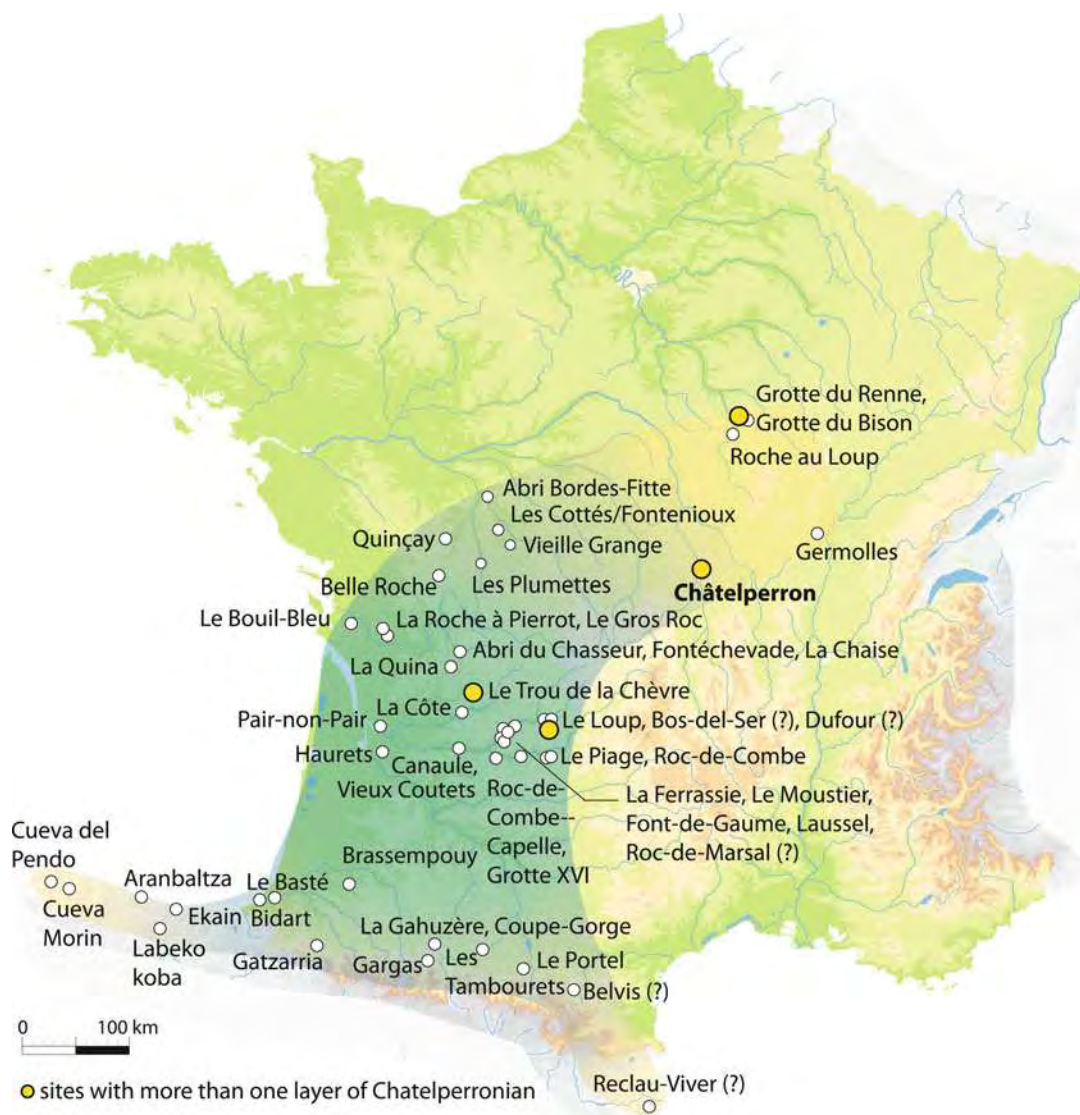 Grotte du Renne,
Grotte du Bison
Roche au Loup
Abri Bordes-Fitte
Les Cottés/Fontenioux
Quinçay
Vieille Grange
Germolles
Belle Roche
Les Plumettes
Châtelperron
Le Bouil-Bleu
La Roche à Pierrot, Le Gros Roc
Abri du Chasseur, Fontéchevade, La Chaise
La Quina
Le Trou de la Chèvre
La Côte
Pair-non-Pair
Le Loup, Bos-del-Ser (?), Dufour (?)
Haurets
Canaule,
Vieux Coutets
Le Piage, Roc-de-Combe
Roc-de-
Combe--
Capelle,
Grotte XVI
La Ferrassie, Le Moustier,
Font-de-Gaume, Laussel,
Roc-de-Marsal (?)
Cueva del
Pendo
Cueva
Morin
Aranbaltza
Ekain
Labeko
koba
Le Basté
Bidart
Brassempouy
Gatzarria
La Gahuzère, Coupe-Gorge
Gargas
Les
Tambourets
Le Portel
Belvis (?)
0 100 km
Reclau-Viver (?)
sites with more than one layer of Chatelperronian